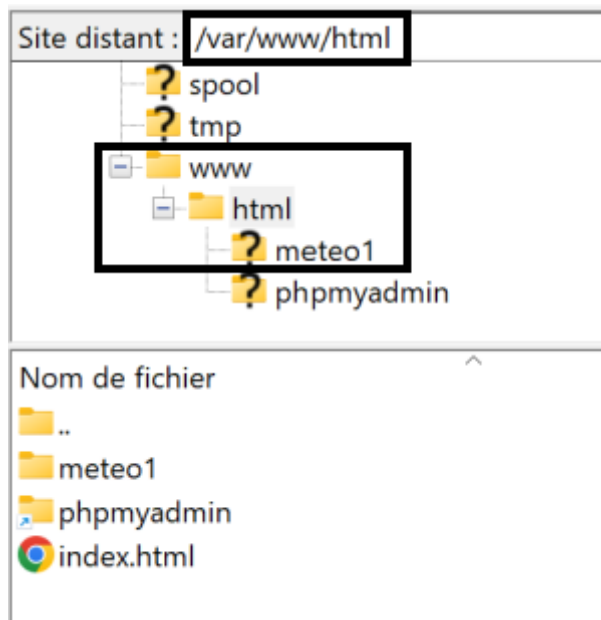 Site distant : /var/www/html
spool
tmp
www
html
meteo1
phpmyadmin
Nom de fichier
..
meteo1
phpmyadmin
index.html